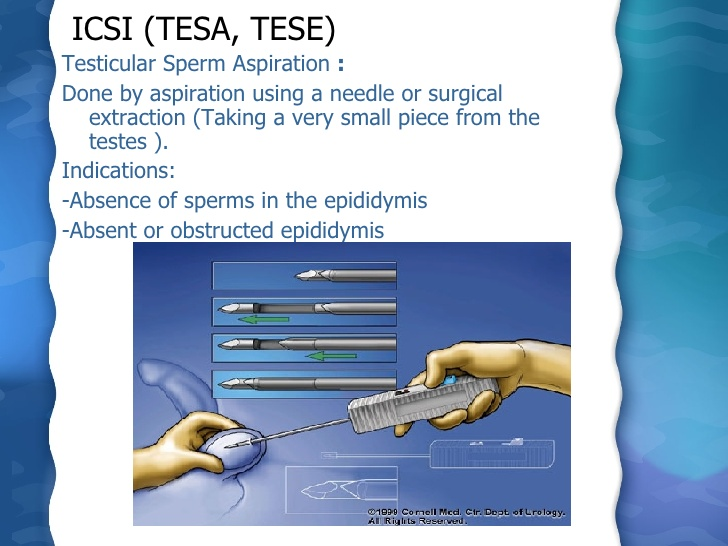 ICSI (TESA, TESE)
Testicular Sperm Aspiration :
Done by aspiration using a needle or surgical
extraction (Taking a very small piece from the
testes ).
Indications:
-Absence of sperms in the epididymis
-Absent or obstructed epididymis
©1999 Cornell Med. Ctr. Dept. of Urology.
All Rights Reserved.